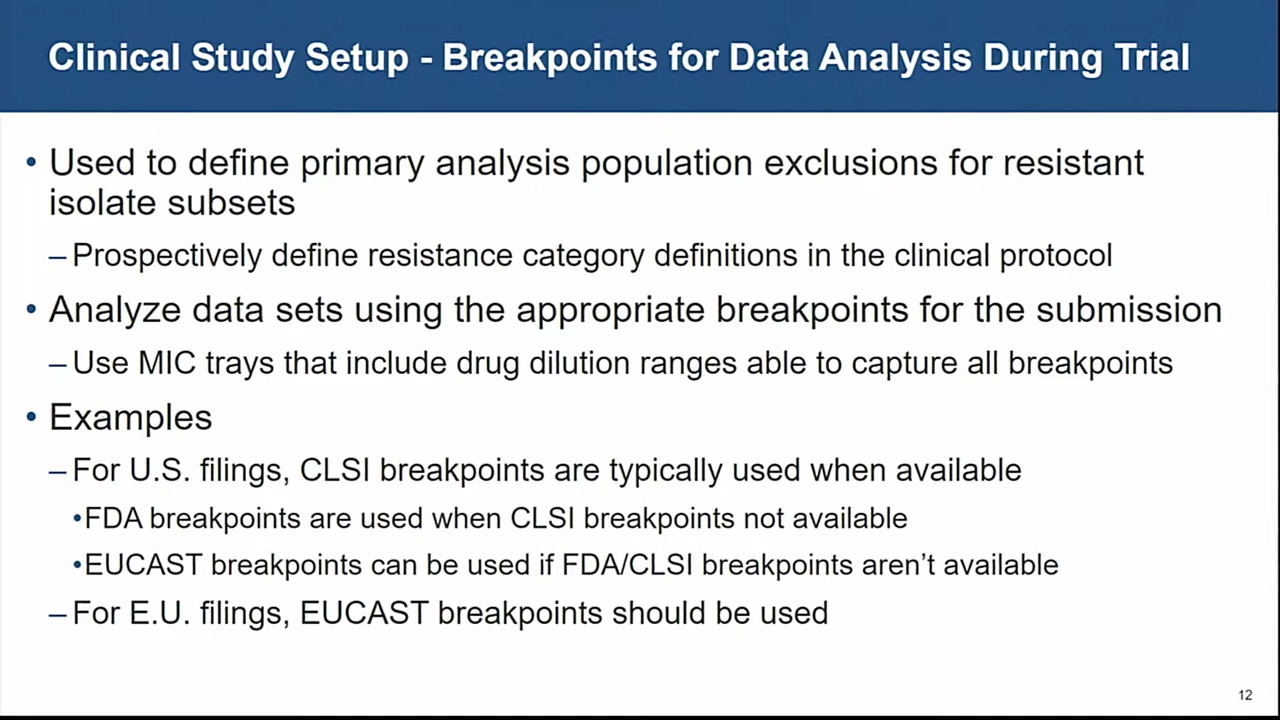 Clinical Study Setup - Breakpoints for Data Analysis During Trial
• Used to define primary analysis population exclusions for resistant
isolate subsets
– Prospectively define resistance category definitions in the clinical protocol
• Analyze data sets using the appropriate breakpoints for the submission
– Use MIC trays that include drug dilution ranges able to capture all breakpoints
• Examples
– For U.S. filings, CLSI breakpoints are typically used when available
•FDA breakpoints are used when CLSI breakpoints not available
•EUCAST breakpoints can be used if FDA/CLSI breakpoints aren’t available
– For E.U. filings, EUCAST breakpoints should be used
12